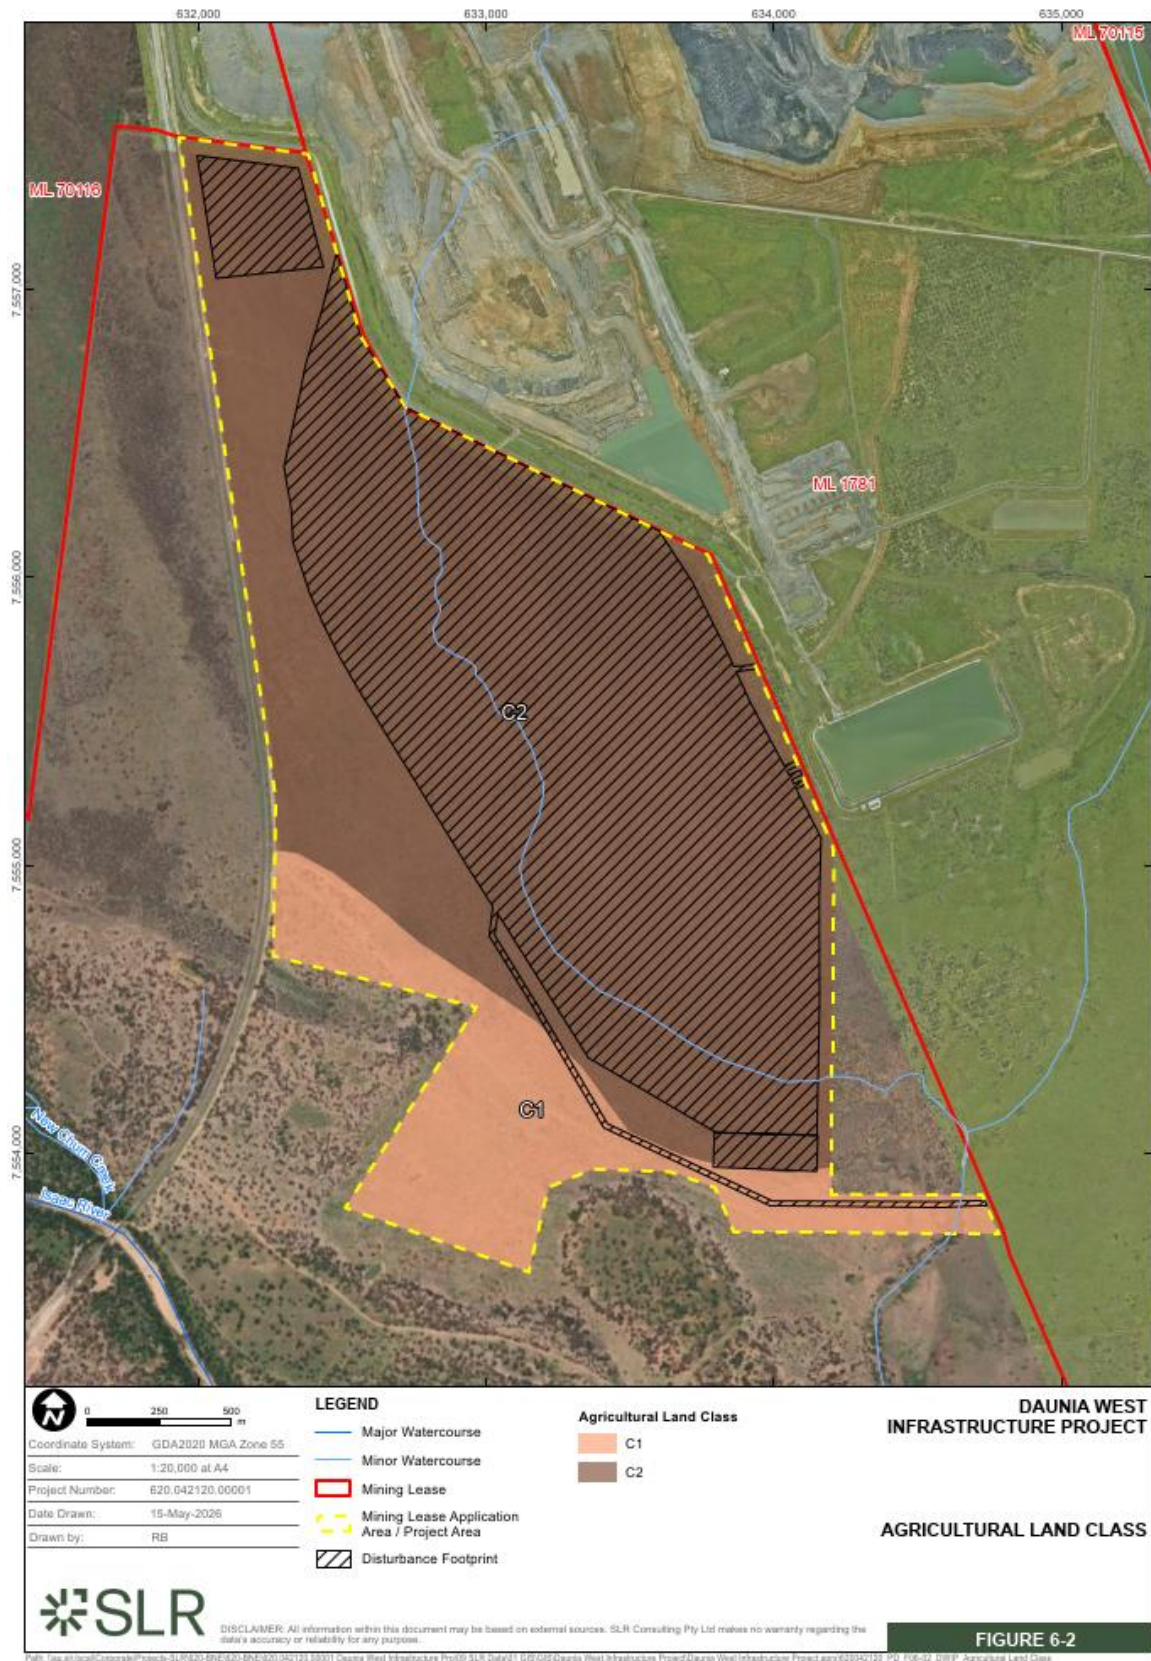 632,000
633,000
634,000
635,000
ML 70115
ML 70116
7,557,000
ML 1781
7,556,000
C2
7,555,000
C1
7,554,000
New Chum Creek
Isaac River
N
0 250 500
m
Coordinate System: GDA2020 MGA Zone 55
Scale: 1:20,000 at A4
Project Number: 620.042120.00001
Date Drawn: 15-May-2026
Drawn by: RB
LEGEND
Major Watercourse
Minor Watercourse
Mining Lease
Mining Lease Application
Area / Project Area
Disturbance Footprint
Agricultural Land Class
C1
C2
DAUNIA WEST
INFRASTRUCTURE PROJECT
AGRICULTURAL LAND CLASS
SLR
DISCLAIMER: All information within this document may be based on external sources. SLR Consulting Pty Ltd makes no warranty regarding the
data's accuracy or reliability for any purpose.
FIGURE 6-2